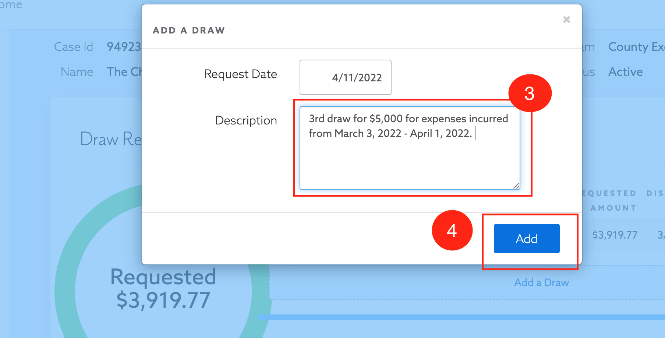 ome
ADD A DRAW
×
Case Id 94923
am County Ex
Name The Ch
us Active
Request Date 4/11/2022
3
Description
3rd draw for $5,000 for expenses incurred
from March 3, 2022 - April 1, 2022.
Draw Re
EQUESTED DIS
AMOUNT
4
Add
$3,919.77 3/
Requested
$3,919.77
Add a Draw